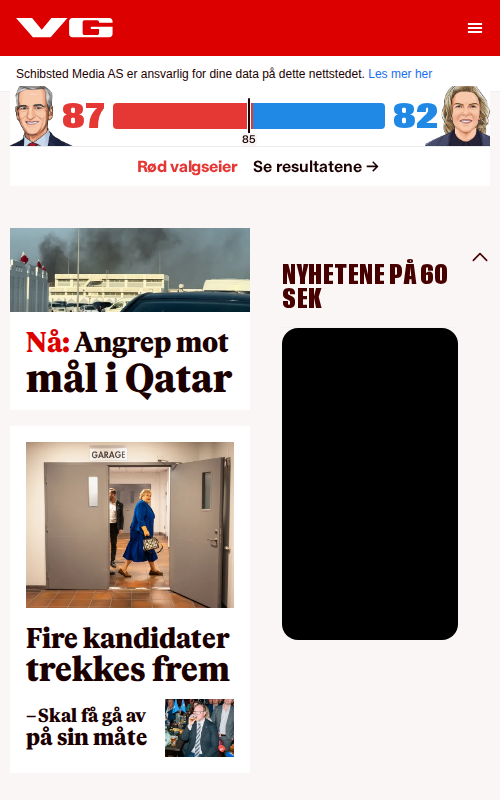 VG
Schibsted Media AS er ansvarlig for dine data på dette nettstedet. Les mer her
87
82
85
Rød valgseier Se resultatene →
Nå: Angrep mot
mål i Qatar
GARAGE
Fire kandidater
trekkes frem
– Skal få gå av
på sin måte
NYHETENE PÅ 60
SEK